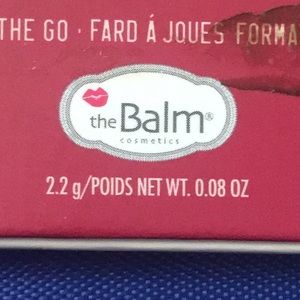 THE GO · FARD Á JOUES FORMA
the Balm®
cosmetics
2.2 g/POIDS NET WT. 0.08 OZ